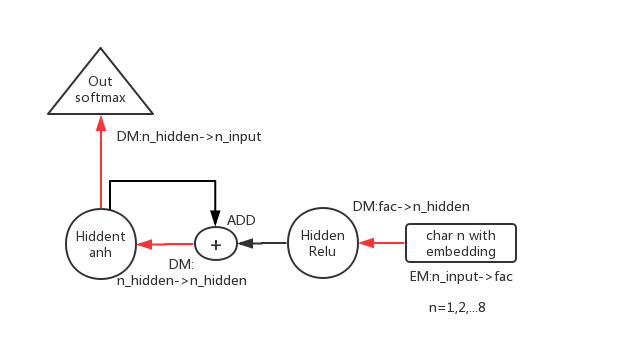 Out
softmax
DM:n_hidden->n_input
DM:fac->n_hidden
ADD
Hiddent
anh
+
Hidden
Relu
char n with
embedding
DM:
n_hidden->n_hidden
EM:n_input->fac
n=1,2,...8